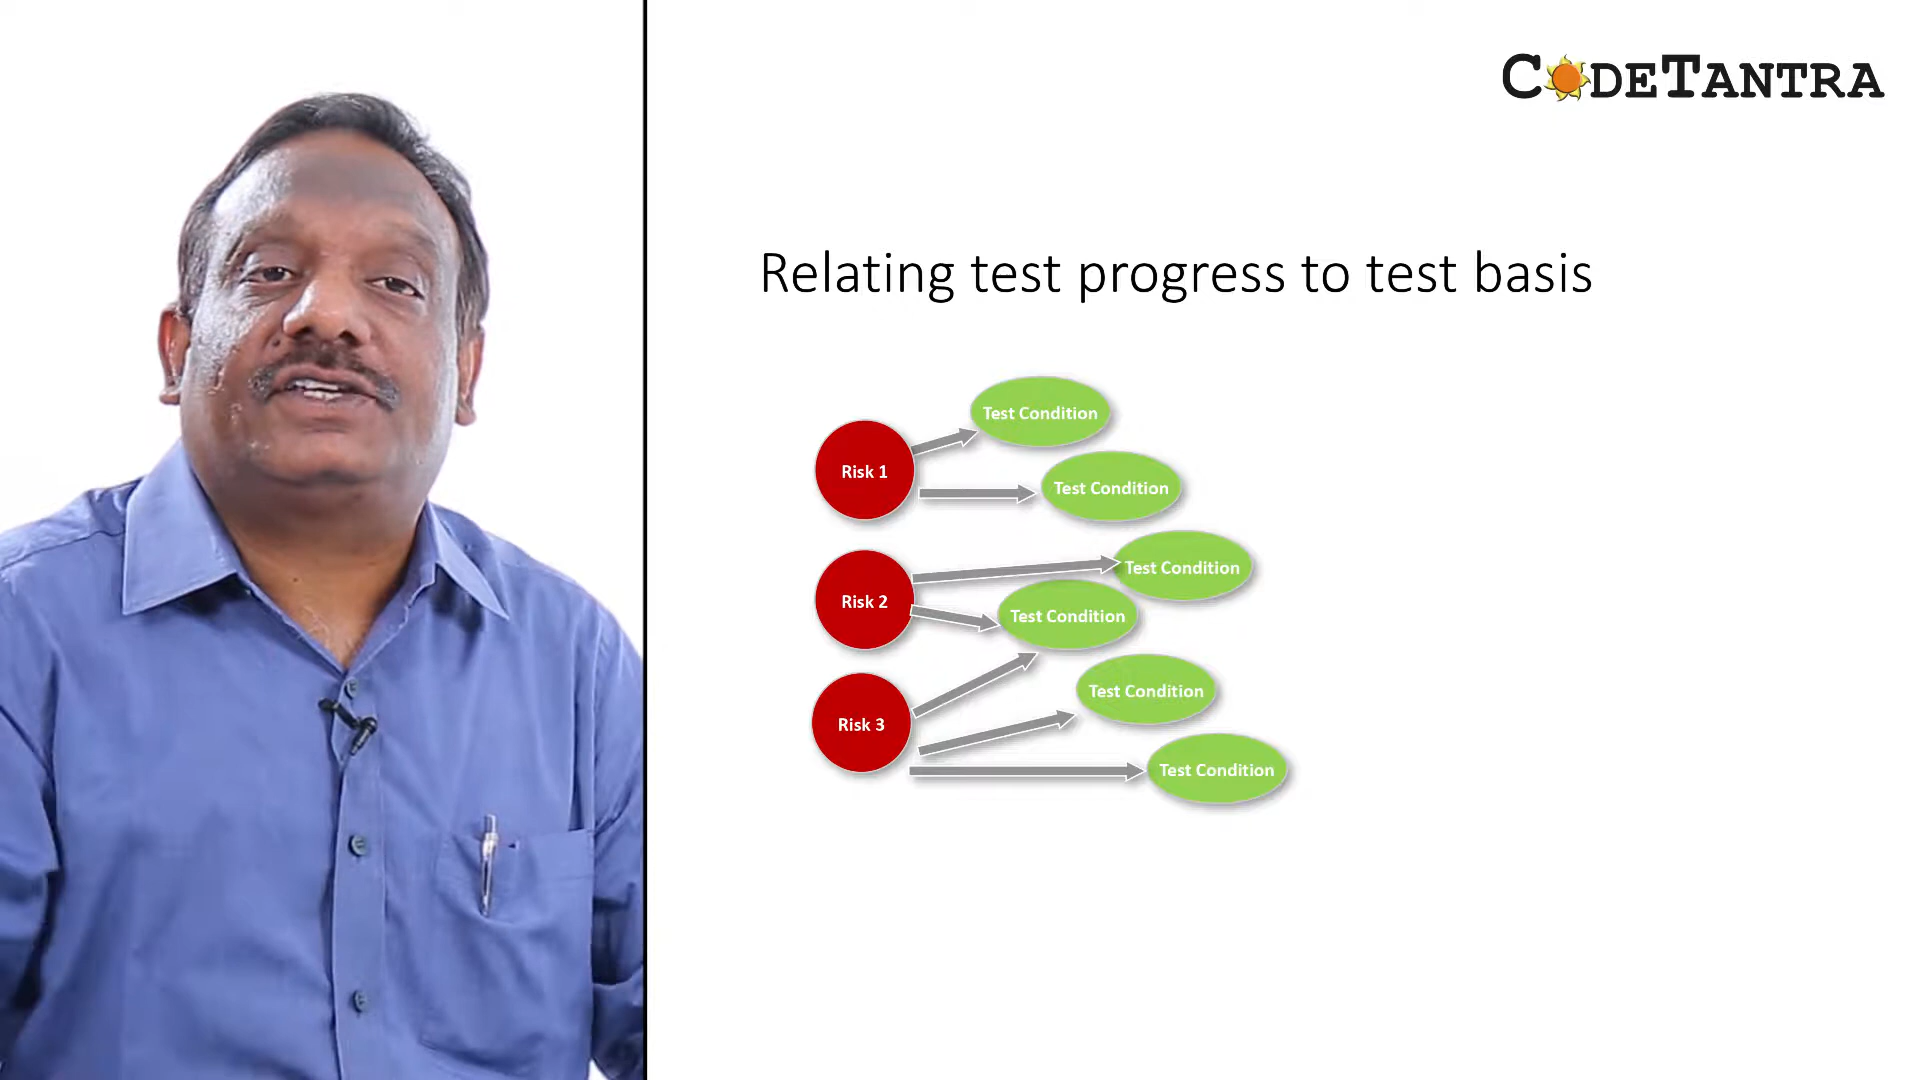 CODETANTRA
Relating test progress to test basis
Test Condition
Risk 1
Test Condition
Test Condition
Risk 2
Test Condition
Test Condition
Risk 3
Test Condition